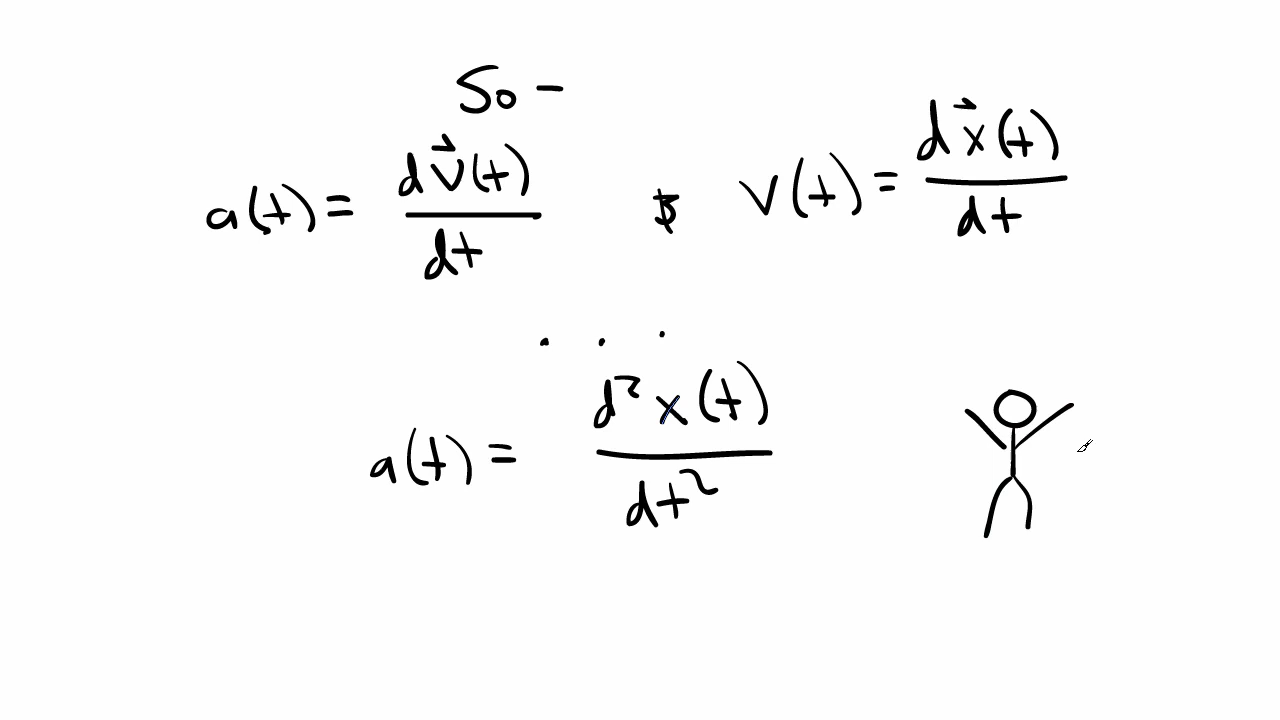 So -
a(t) = dv⃗(t)/dt & v(t) = dx⃗(t)/dt
. . .
a(t) = d²x(t)/dt²